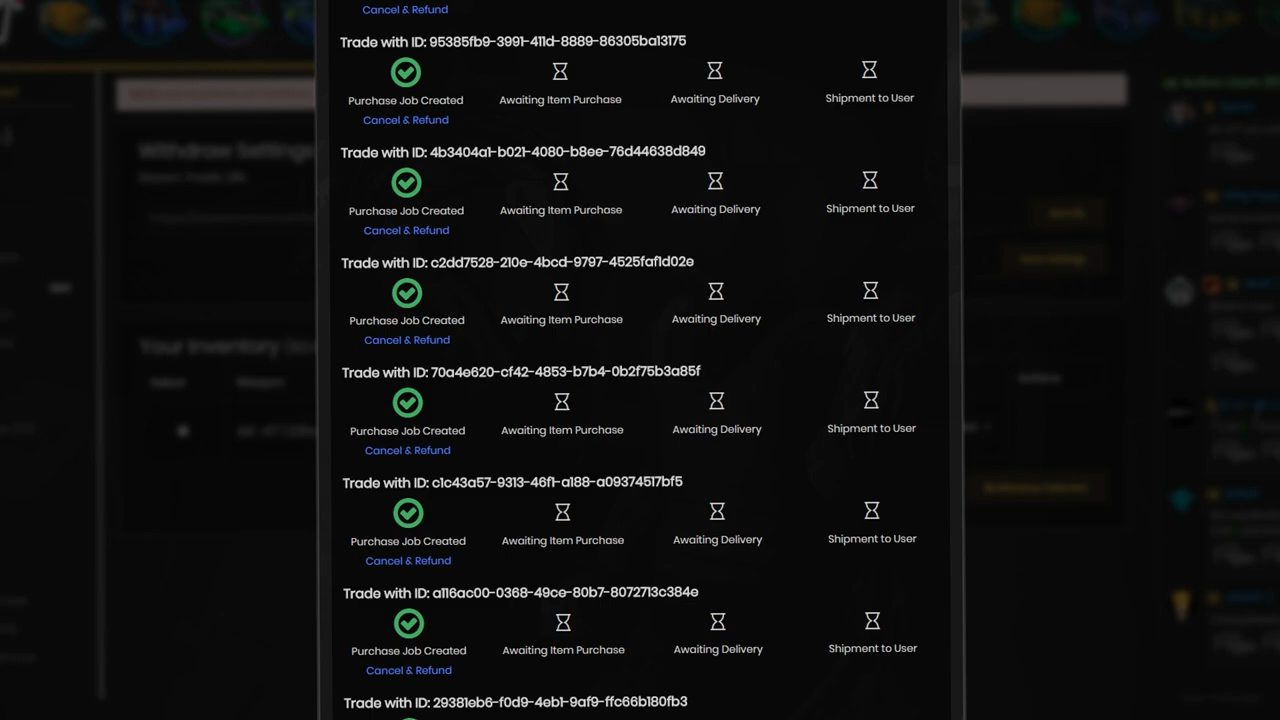 Cancel & Refund
Trade with ID: 95385fb9-3991-411d-8889-86305ba13175
Purchase Job Created
Awaiting Item Purchase
Awaiting Delivery
Shipment to User
Cancel & Refund
Trade with ID: 4b3404a1-b021-4080-b8ee-76d44638d849
Purchase Job Created
Awaiting Item Purchase
Awaiting Delivery
Shipment to User
Cancel & Refund
Trade with ID: c2dd7528-210e-4bcd-9797-4525faf1d02e
Purchase Job Created
Awaiting Item Purchase
Awaiting Delivery
Shipment to User
Cancel & Refund
Trade with ID: 70a4e620-cf42-4853-b7b4-0b2f75b3a85f
Purchase Job Created
Awaiting Item Purchase
Awaiting Delivery
Shipment to User
Cancel & Refund
Trade with ID: c1c43a57-9313-46f1-a188-a09374517bf5
Purchase Job Created
Awaiting Item Purchase
Awaiting Delivery
Shipment to User
Cancel & Refund
Trade with ID: a116ac00-0368-49ce-80b7-8072713c384e
Purchase Job Created
Awaiting Item Purchase
Awaiting Delivery
Shipment to User
Cancel & Refund
Trade with ID: 29381eb6-f0d9-4eb1-9af9-ffc66b180fb3
Withdraw Settings
Your Inventory